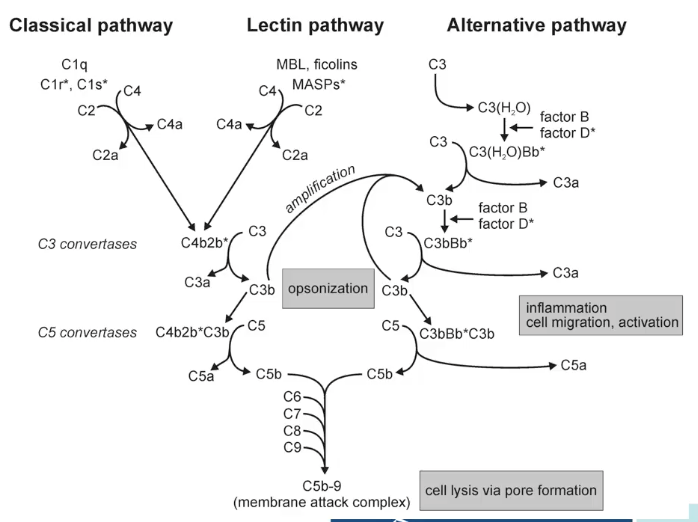 Classical pathway
Lectin pathway
Alternative pathway
C1q
C1r*, C1s*
C4
C2
C4a
C2a
MBL, ficolins
MASPs*
C4
C2
C4a
C2a
C3
C3(H₂O)
factor B
factor D*
C3
C3(H₂O)Bb*
C3a
amplification
C3b
factor B
factor D*
C3 convertases
C4b2b*
C3
C3
C3bBb*
C3a
C3a
C3b
opsonization
C3b
inflammation
cell migration, activation
C5 convertases
C4b2b*C3b
C5
C5
C3bBb*C3b
C5a
C5a
C5b
C5b
C6
C7
C8
C9
C5b-9
(membrane attack complex)
cell lysis via pore formation